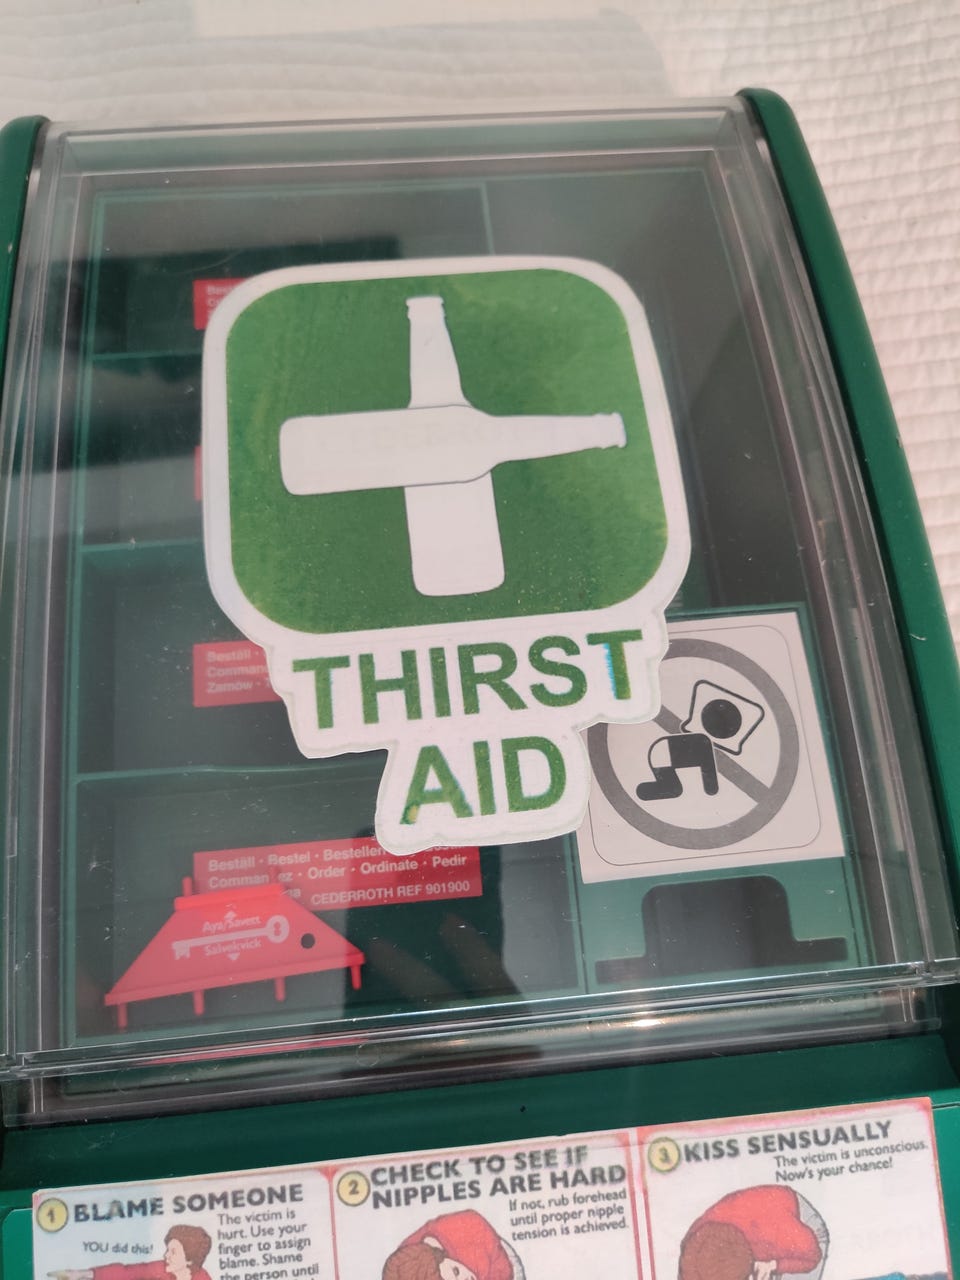 THIRST
AID
Beställ ·
Comman
Zamów ·
Beställ · Bestel · Bestellen
Comman ez · Order · Ordinate · Pedir
CEDERROTH REF 901900
Salvekvick
1 BLAME SOMEONE
YOU did this!
The victim is
hurt. Use your
finger to assign
blame. Shame
the person until
2 CHECK TO SEE IF
NIPPLES ARE HARD
If not, rub forehead
until proper nipple
tension is achieved.
3 KISS SENSUALLY
The victim is unconscious.
Now's your chance!